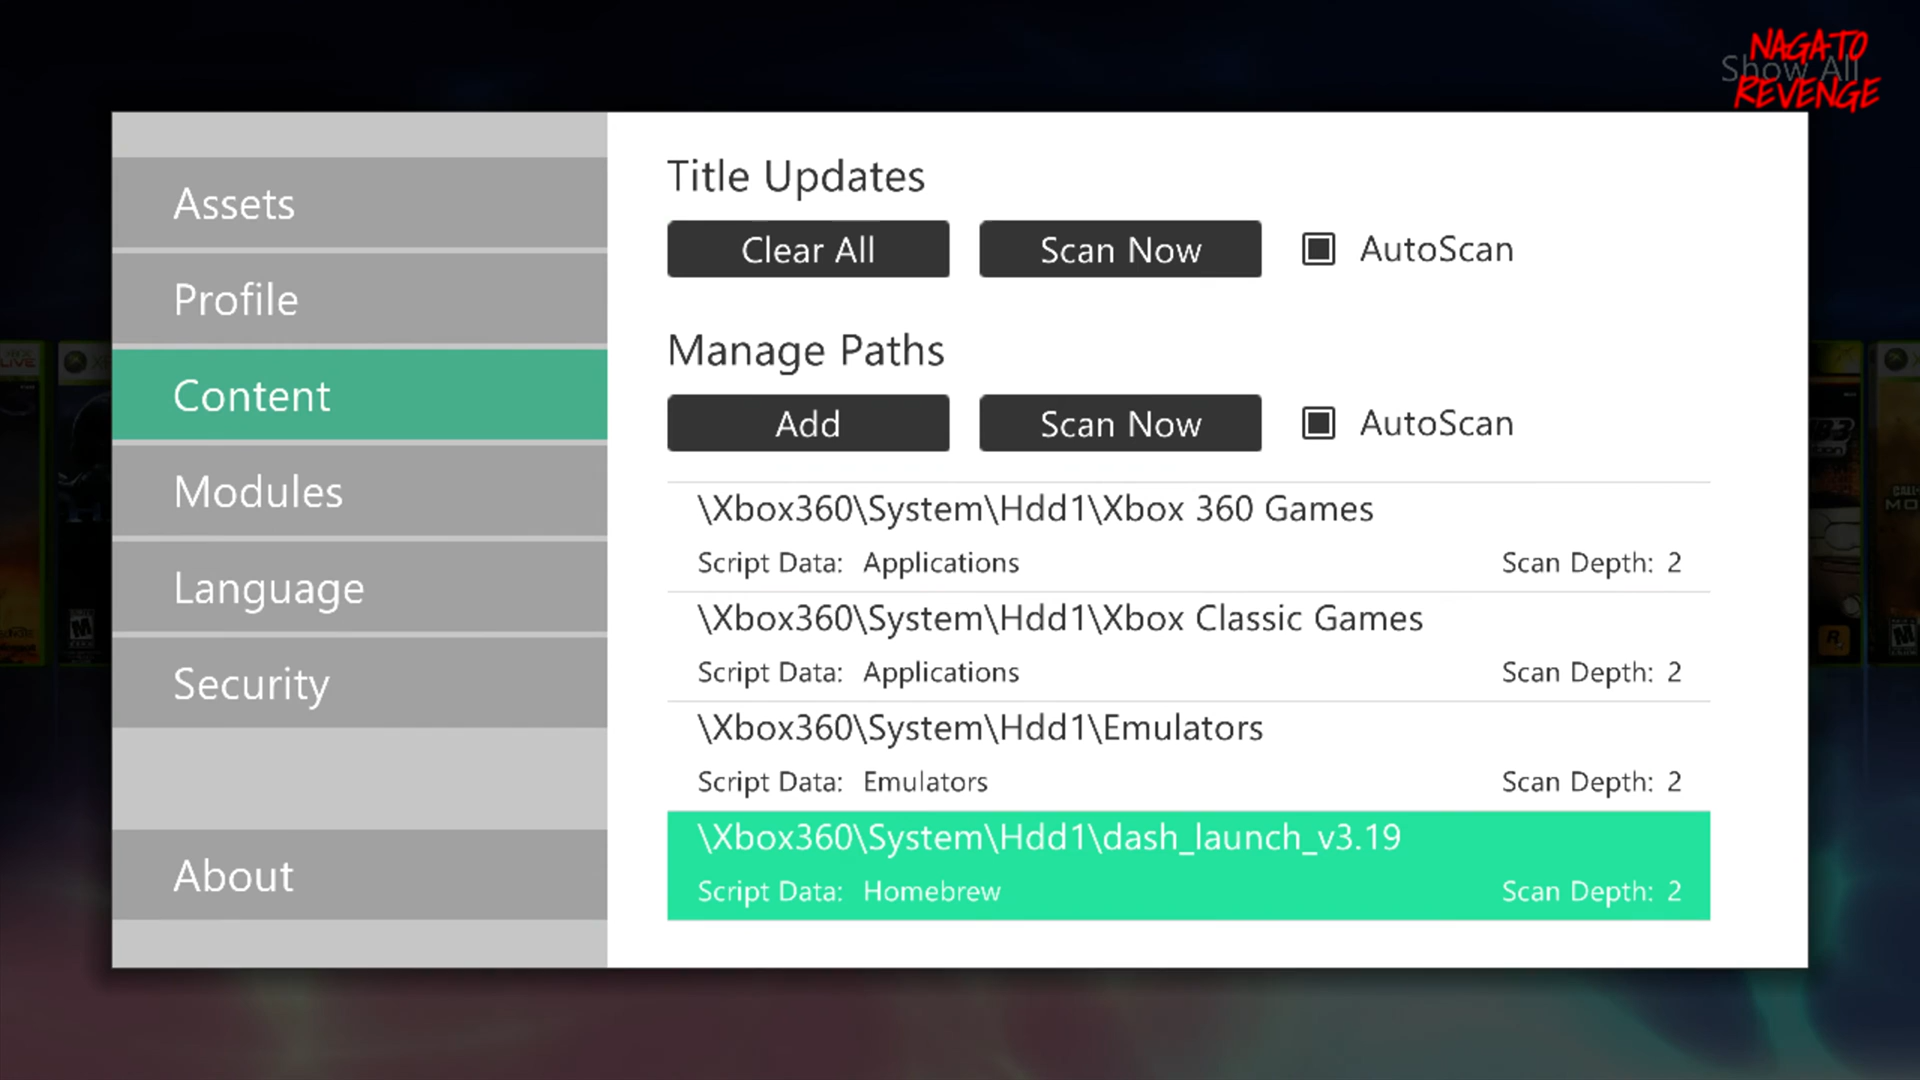 NAGATO
REVENGE
Show All
Assets
Profile
Content
Modules
Language
Security
About
Title Updates
Clear All
Scan Now
AutoScan
Manage Paths
Add
Scan Now
AutoScan
\Xbox360\System\Hdd1\Xbox 360 Games
Script Data: Applications
Scan Depth: 2
\Xbox360\System\Hdd1\Xbox Classic Games
Script Data: Applications
Scan Depth: 2
\Xbox360\System\Hdd1\Emulators
Script Data: Emulators
Scan Depth: 2
\Xbox360\System\Hdd1\dash_launch_v3.19
Script Data: Homebrew
Scan Depth: 2